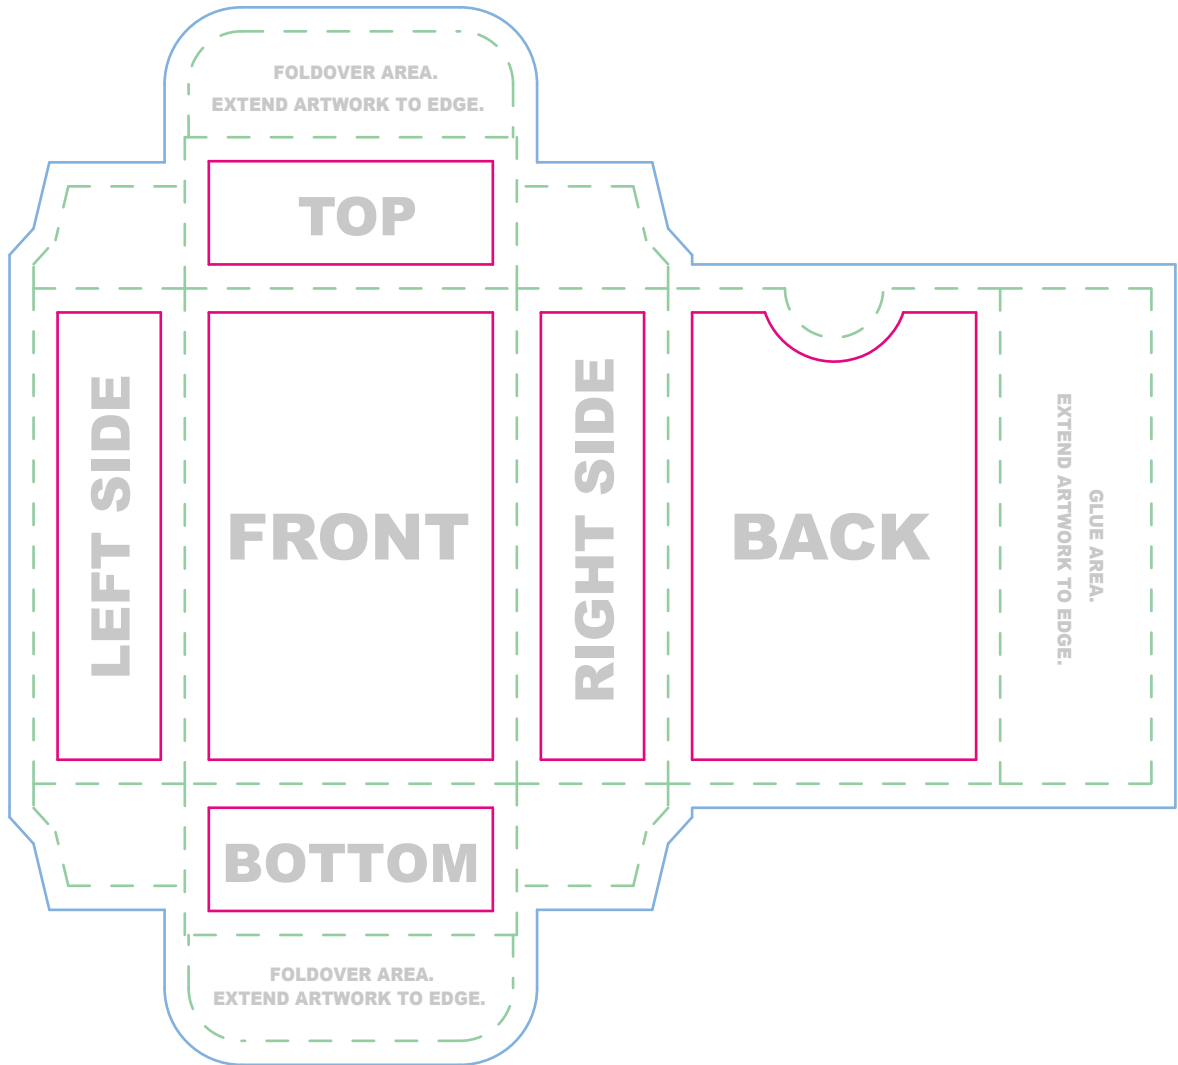 FOLDOVER AREA.
EXTEND ARTWORK TO EDGE.
TOP
LEFT SIDE
FRONT
RIGHT SIDE
BACK
GLUE AREA.
EXTEND ARTWORK TO EDGE.
BOTTOM
FOLDOVER AREA.
EXTEND ARTWORK TO EDGE.